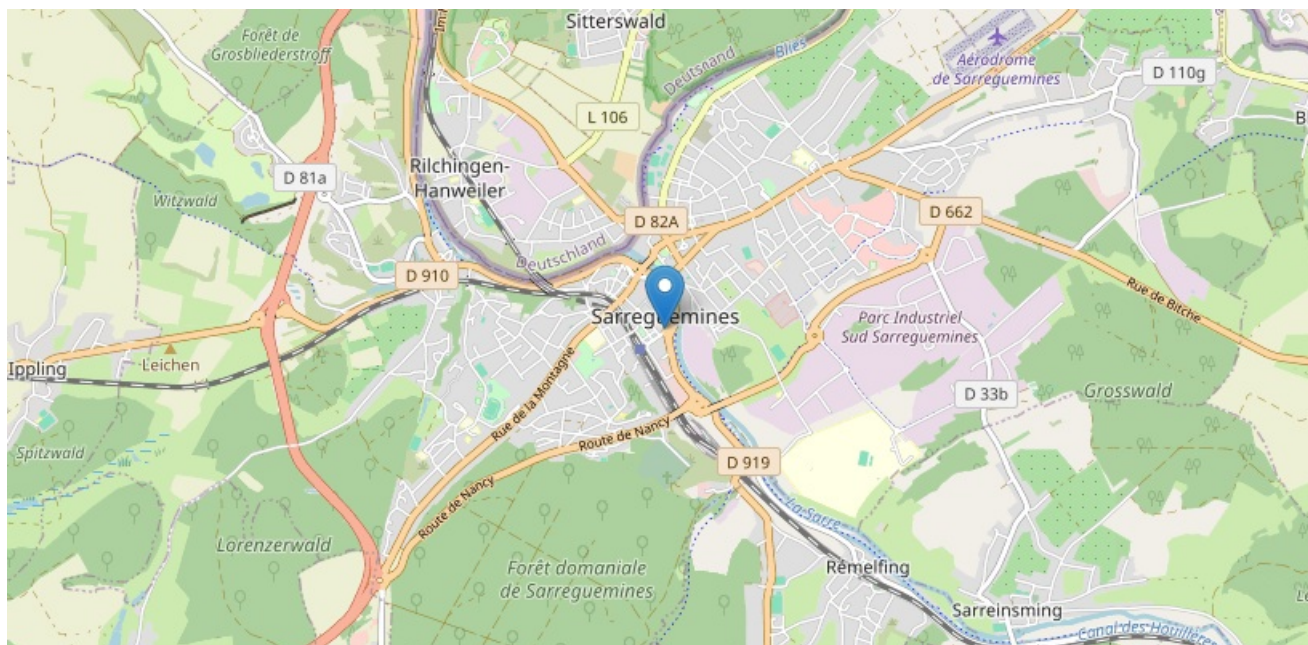 Sitterswald
Forêt de
Grosbliederstroff
Deutschland
Blies
Aérodrome
de Sarreguemines
D 110g
L 106
Rilchingen-
Hanweiler
D 81a
Witzwald
D 82A
D 662
Deutschland
D 910
Rue de Bitche
Sarreguemines
Parc Industriel
Sud Sarreguemines
Leichen
Ippling
Rue de la Montagne
D 33b
Grosswald
Route de Nancy
Spitzwald
D 919
Route de Nancy
La Sarre
Lorenzerwald
Forêt domaniale
de Sarreguemines
Rémelfing
Sarreinsming
Canal des Houillères